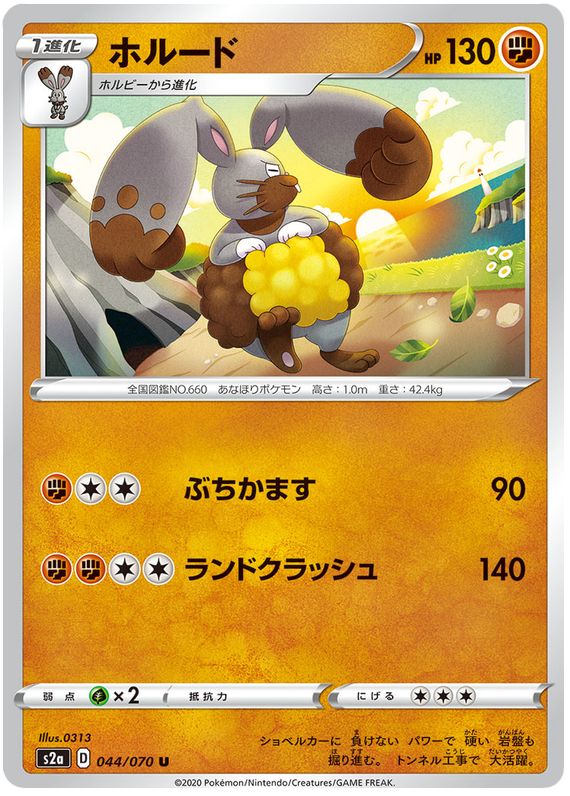 1進化
ホルード
HP 130
ホルビーから進化
全国図鑑NO.660 あなほりポケモン 高さ：1.0m 重さ：42.4kg
ぶちかます 90
ランドクラッシュ 140
弱点 ×2 抵抗力 にげる
Illus.0313
ショベルカーに 負けない パワーで 硬い 岩盤も
掘り進む。 トンネル工事で 大活躍。
s2a D 044/070 U
©2020 Pokémon/Nintendo/Creatures/GAME FREAK.